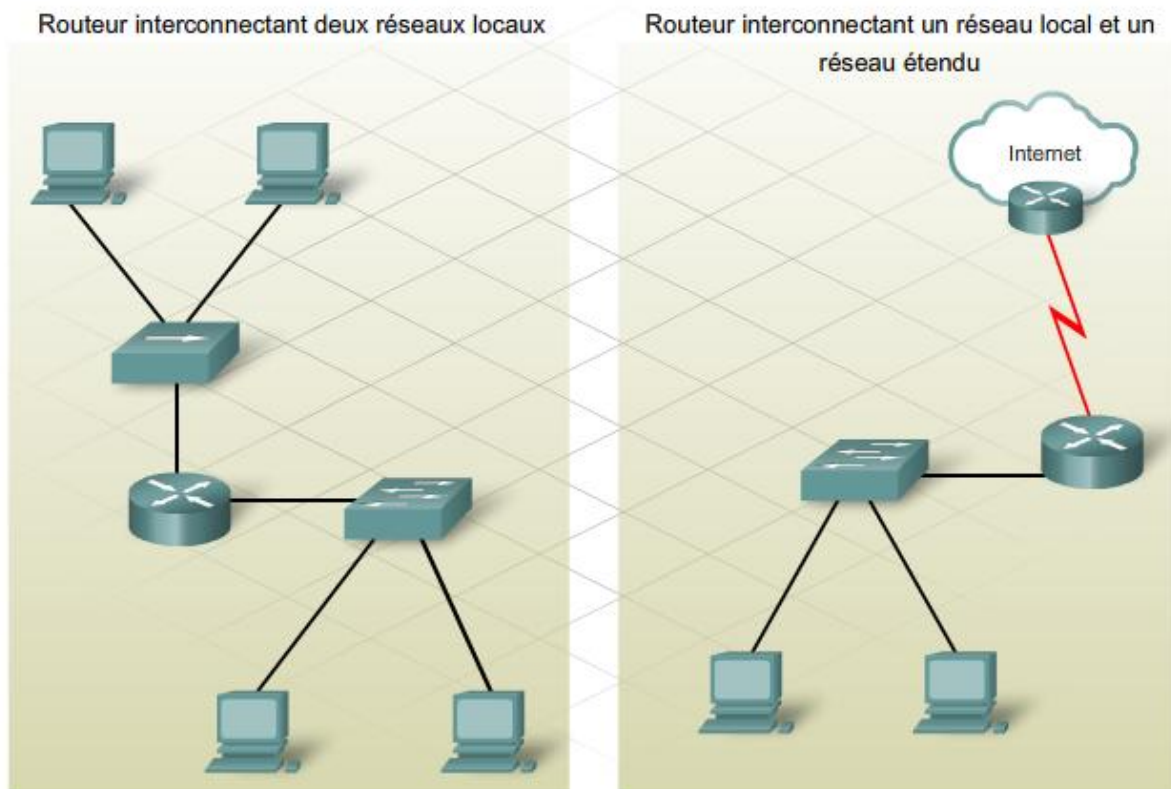 Routeur interconnectant deux réseaux locaux
Routeur interconnectant un réseau local et un
réseau étendu
Internet